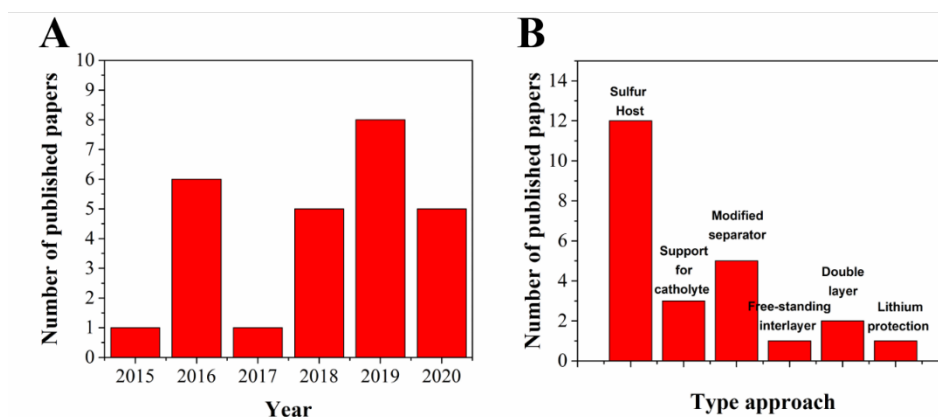 A
Number of published papers
10
9
8
7
6
5
4
3
2
1
0
2015 2016 2017 2018 2019 2020
Year
B
Number of published papers
14
12
10
8
6
4
2
0
Sulfur
Host
Support
for
catholyte
Modified
separator
Free-standing
interlayer
Double
layer
Lithium
protection
Type approach